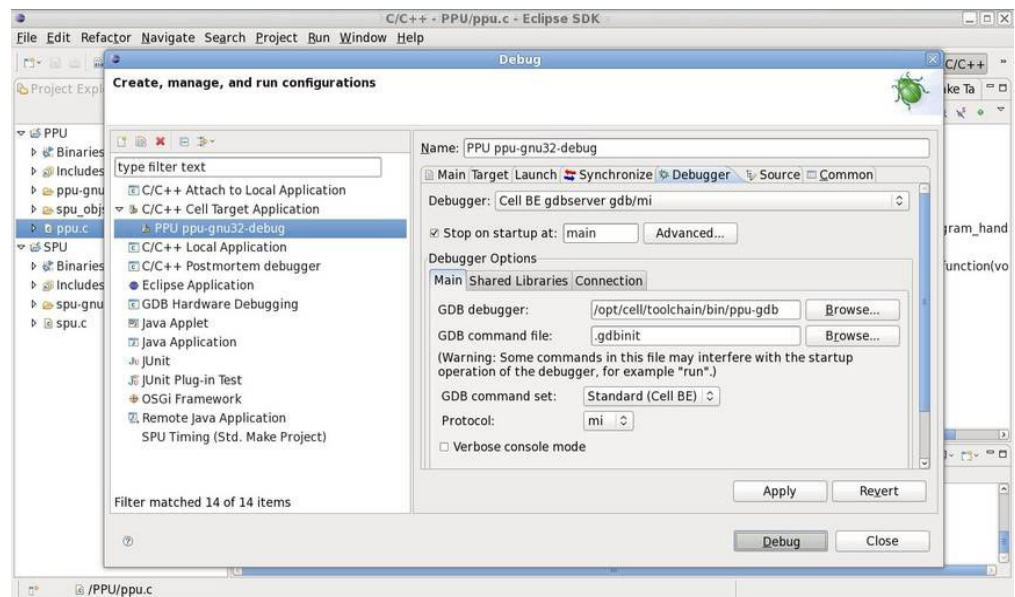 C/C++ - PPU/ppu.c - Eclipse SDK
File Edit Refactor Navigate Search Project Run Window Help
Debug
C/C++
Create, manage, and run configurations
Project Expl
ke Ta
PPU
Binaries
Includes
ppu-gnu
spu_obj
ppu.c
SPU
Binaries
Includes
spu-gnu
spu.c
type filter text
C/C++ Attach to Local Application
C/C++ Cell Target Application
PPU ppu-gnu32-debug
C/C++ Local Application
C/C++ Postmortem debugger
Eclipse Application
GDB Hardware Debugging
Java Applet
Java Application
JUnit
JUnit Plug-in Test
OSGi Framework
Remote Java Application
SPU Timing (Std. Make Project)
Filter matched 14 of 14 items
Name: PPU ppu-gnu32-debug
Main Target Launch Synchronize Debugger Source Common
Debugger: Cell BE gdbserver gdb/mi
Stop on startup at: main Advanced...
Debugger Options
Main Shared Libraries Connection
GDB debugger: /opt/cell/toolchain/bin/ppu-gdb Browse...
GDB command file: .gdbinit Browse...
(Warning: Some commands in this file may interfere with the startup
operation of the debugger, for example "run".)
GDB command set: Standard (Cell BE)
Protocol: mi
Verbose console mode
Apply Revert
Debug Close
gram_hand
function(vo
/PPU/ppu.c